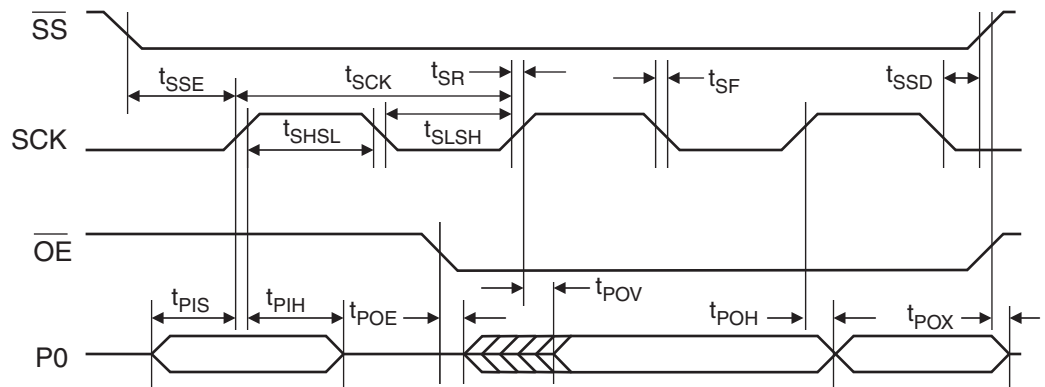 SS
tSSE
tSCK
tSR
tSF
tSSD
SCK
tSHSL
tSLSH
OE
tPIS
tPIH
tPOE
tPOV
tPOH
tPOX
P0